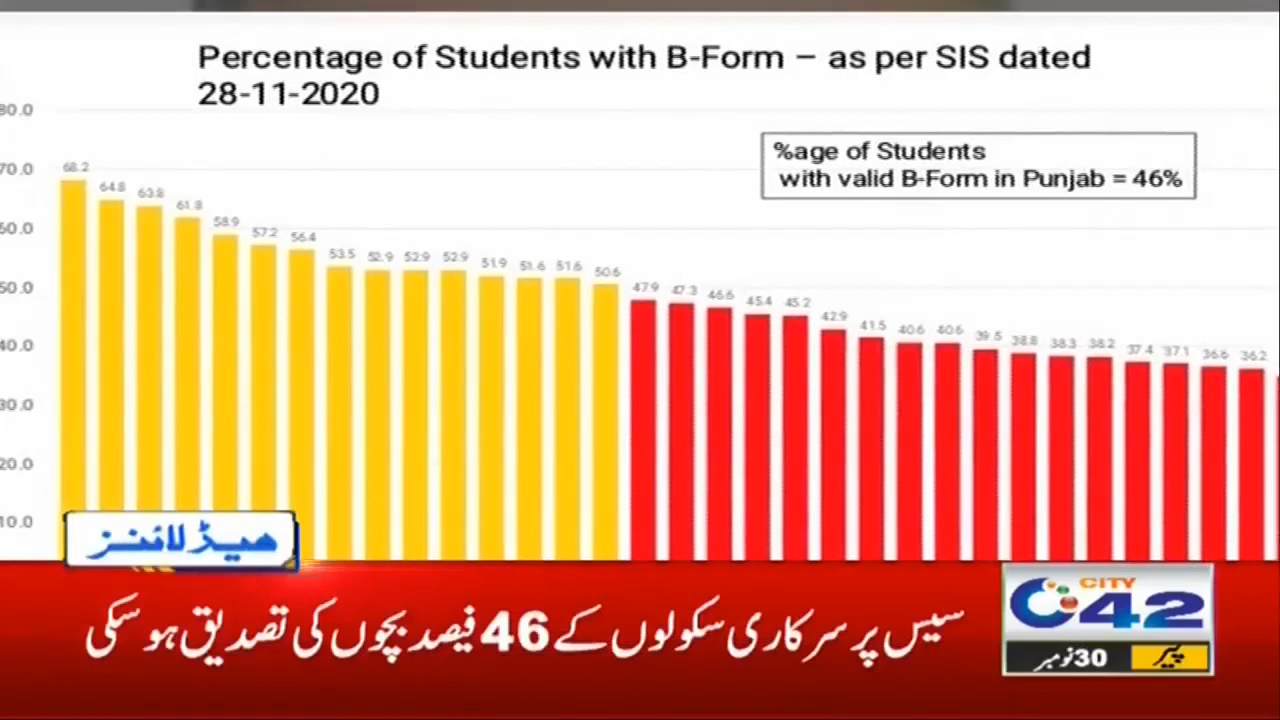 Percentage of Students with B-Form – as per SIS dated
28-11-2020
%age of Students
with valid B-Form in Punjab = 46%
80.0
70.0
60.0
50.0
40.0
30.0
20.0
10.0
68.2 64.8 63.8 61.8 58.9 57.2 56.4 53.5 52.9 52.9 52.9 51.9 51.6 51.6 50.6 47.9 47.3 46.6 45.4 45.2 42.9 41.5 40.6 40.6 39.5 38.8 38.3 38.2 37.4 37.1 36.6 36.2
ھیڈلائنز
سیس پر سرکاری سکولوں کے 46 فیصد بچوں کی تصدیق ہو سکی
CITY
42
پیر
30 نومبر